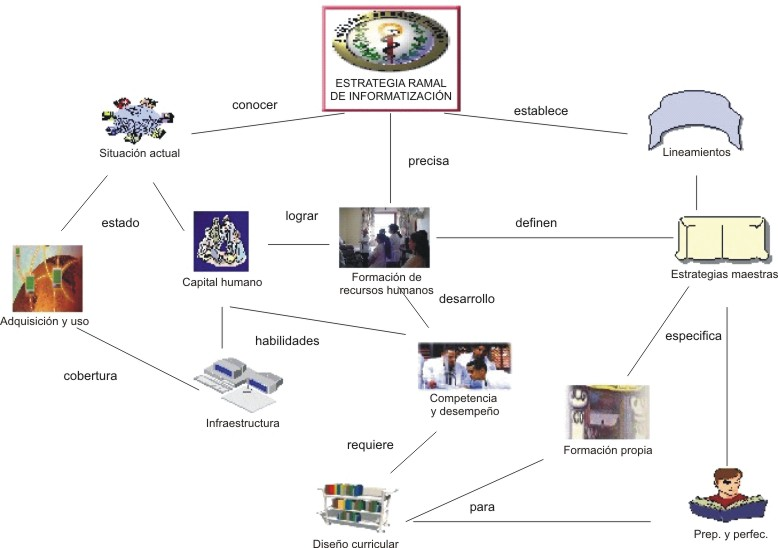 ESTRATEGIA RAMAL
DE INFORMATIZACIÓN
conocer
establece
Situación actual
precisa
Lineamientos
estado
lograr
definen
Capital humano
Formación de
recursos humanos
Estrategias maestras
desarrollo
Adquisición y uso
habilidades
especifica
cobertura
Competencia
y desempeño
Infraestructura
requiere
Formación propia
para
Prep. y perfec.
Diseño curricular